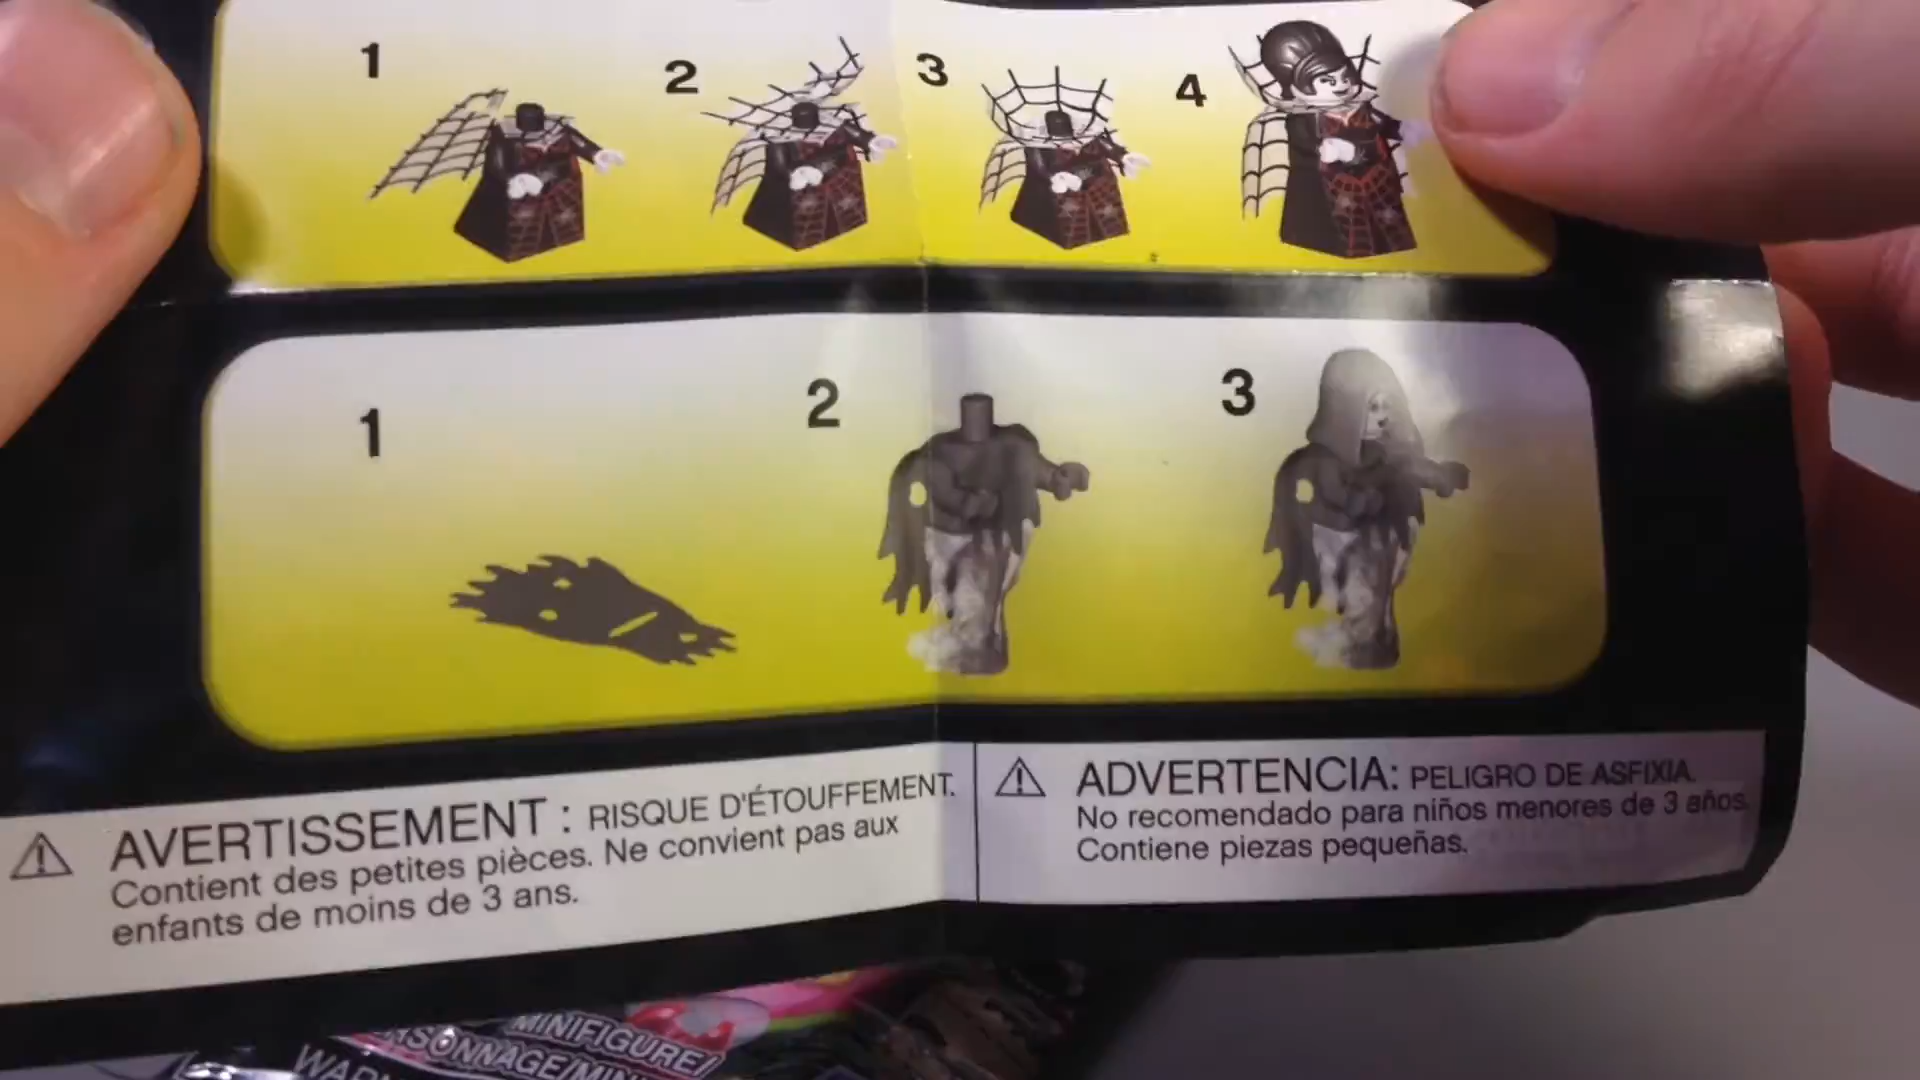 1 2 3 4
1 2 3
AVERTISSEMENT : RISQUE D'ÉTOUFFEMENT.
Contient des petites pièces. Ne convient pas aux
enfants de moins de 3 ans.
ADVERTENCIA: PELIGRO DE ASFIXIA.
No recomendado para niños menores de 3 años.
Contiene piezas pequeñas.
MINIFIGURE/